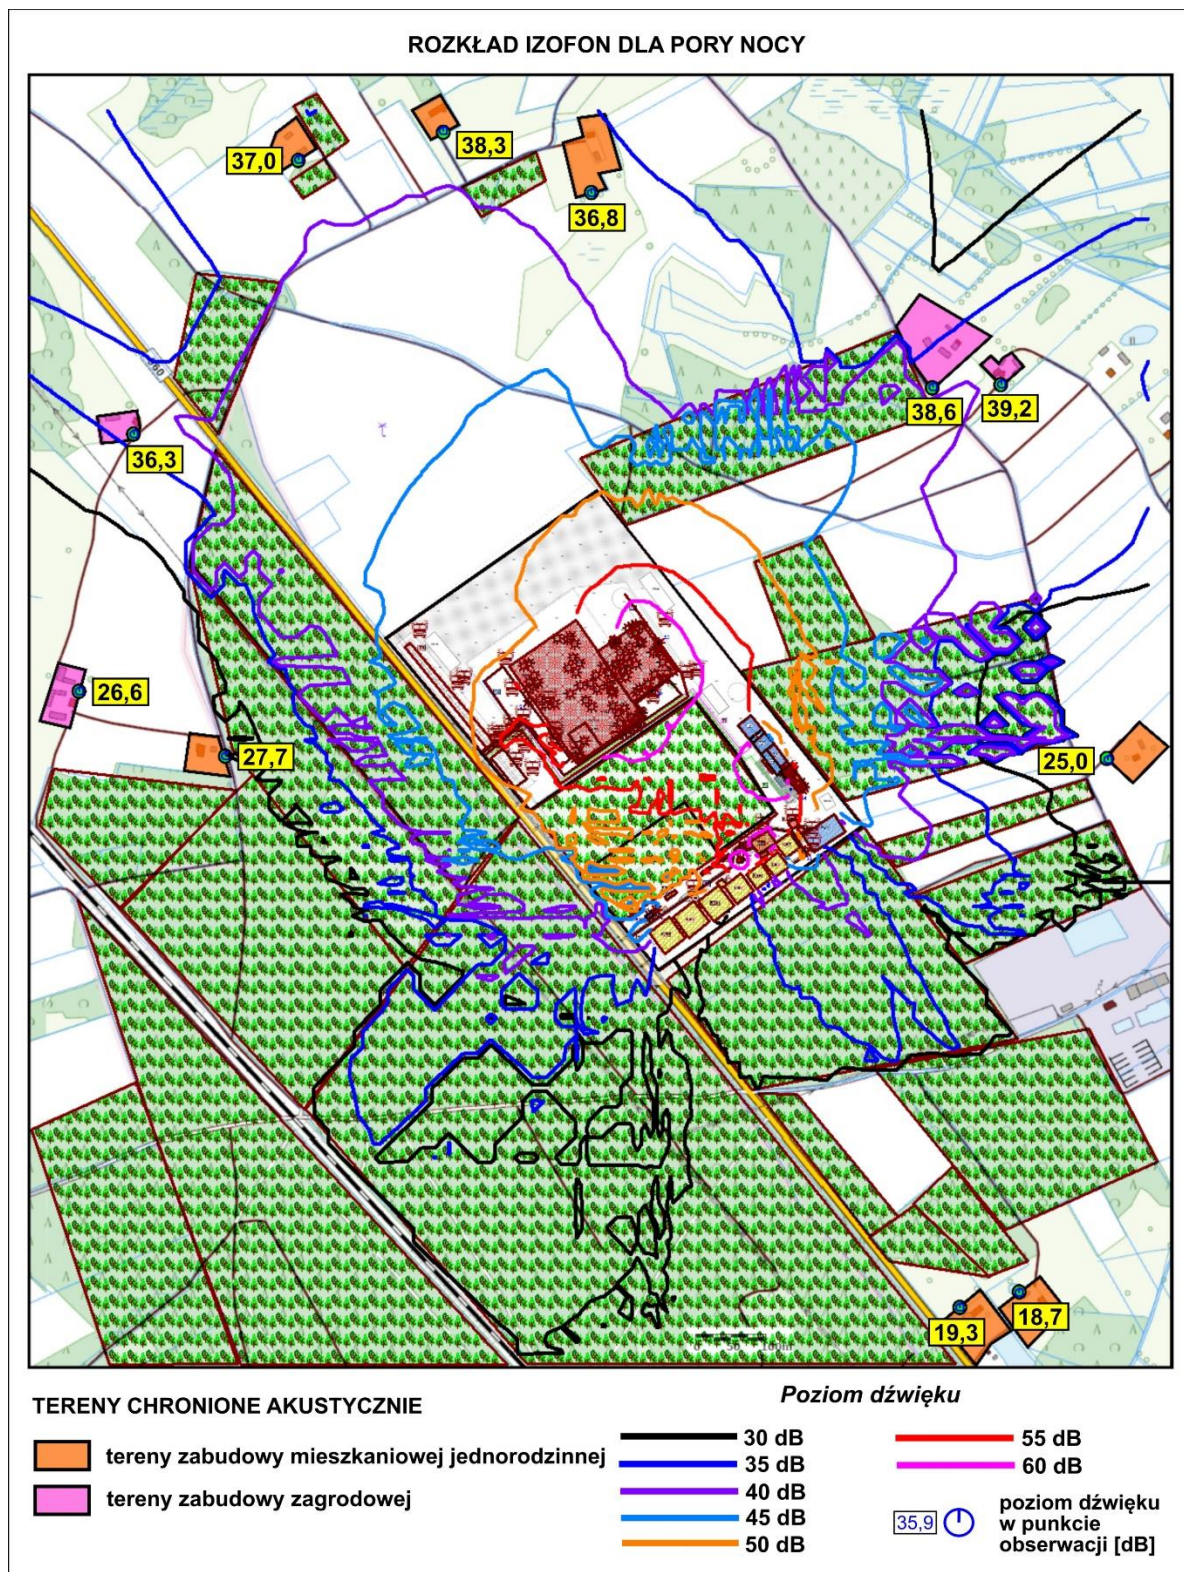 ROZKŁAD IZOFON DLA PORY NOCY
37,0
38,3
36,8
38,6
39,2
36,3
26,6
27,7
25,0
19,3
18,7
0 50 100m
TERENY CHRONIONE AKUSTYCZNIE
tereny zabudowy mieszkaniowej jednorodzinnej
tereny zabudowy zagrodowej
Poziom dźwięku
30 dB
35 dB
40 dB
45 dB
50 dB
55 dB
60 dB
35,9
poziom dźwięku
w punkcie
obserwacji [dB]